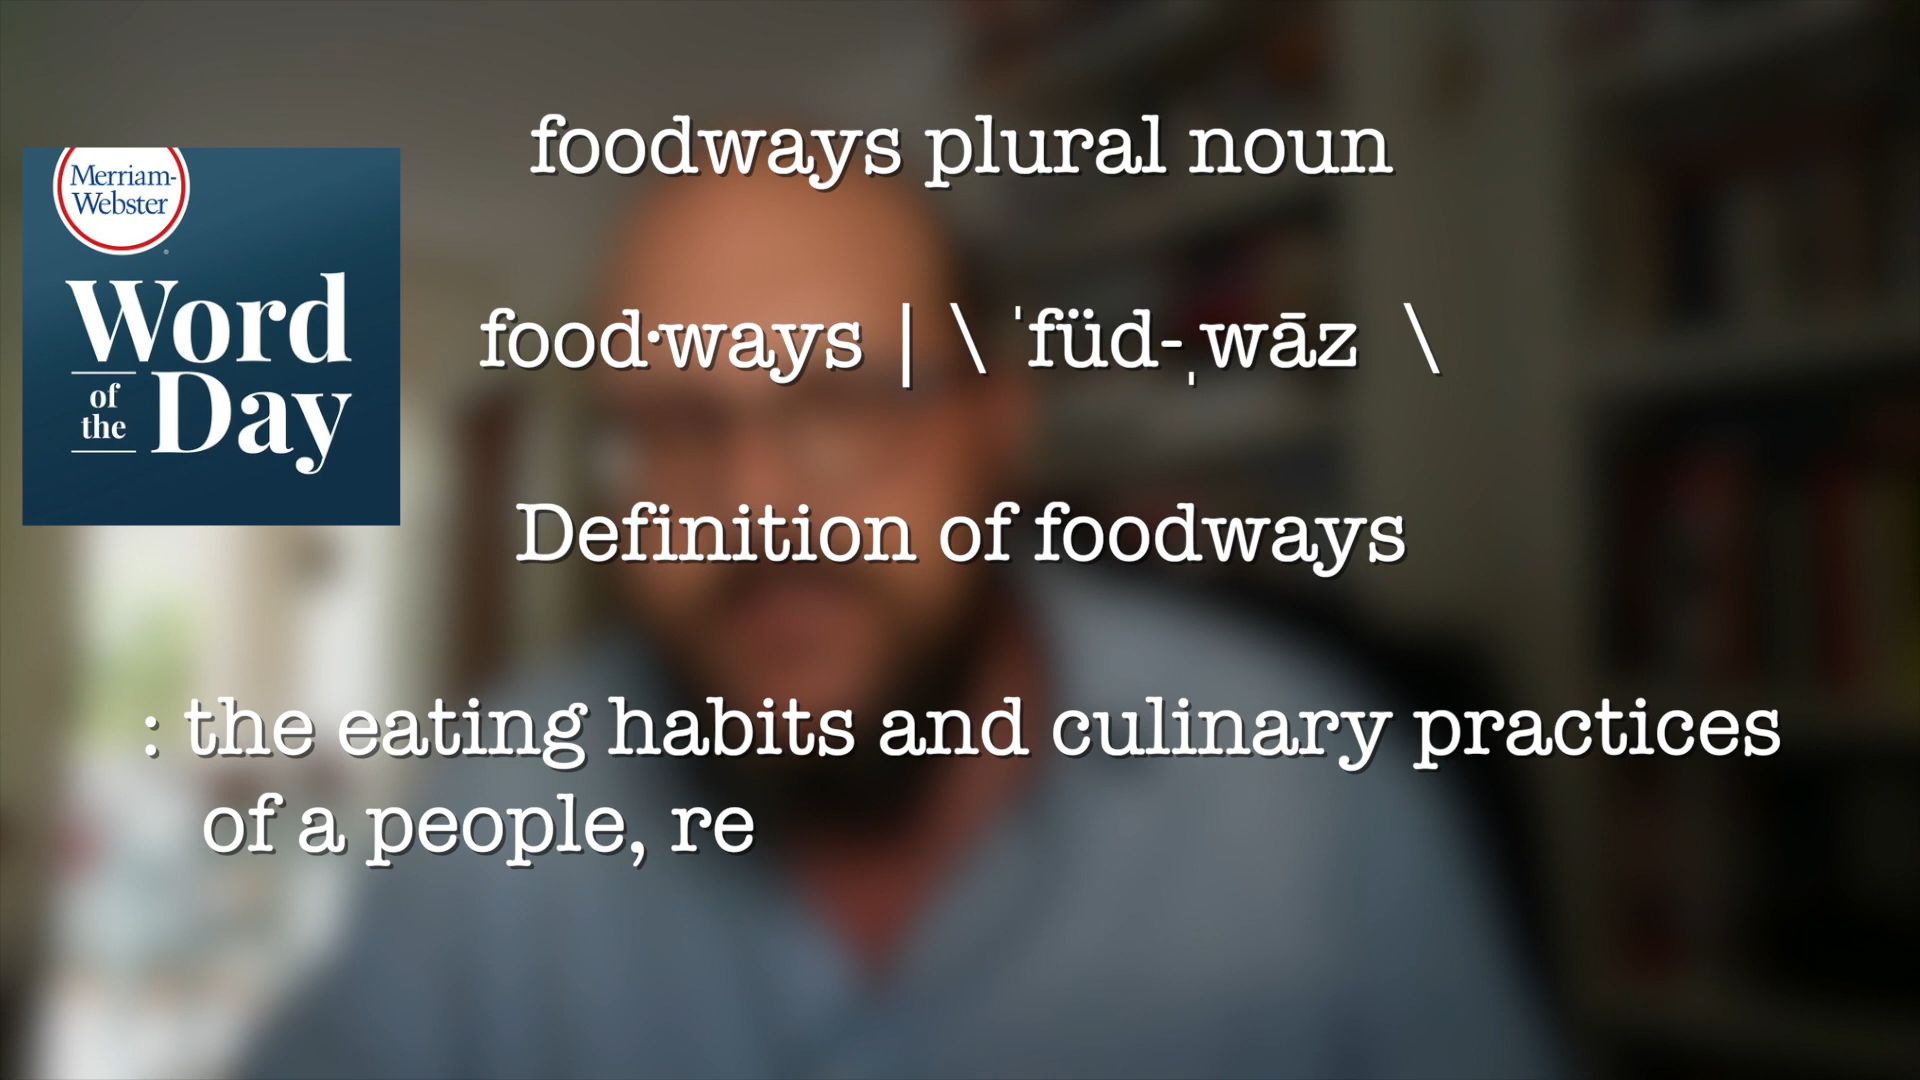 foodways plural noun
Merriam-
Webster
Word
of
the
Day
food·ways | \ ˈfüd-ˌwāz \
Definition of foodways
: the eating habits and culinary practices
of a people, re